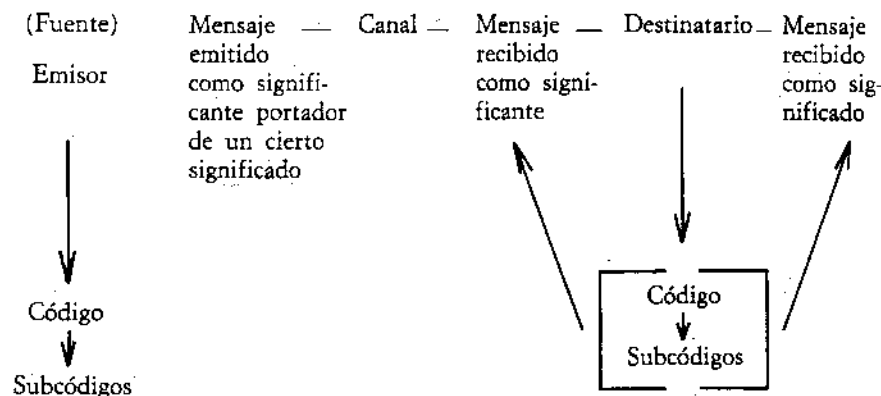 (Fuente)
Emisor
Mensaje —
emitido
como signifi-
cante portador
de un cierto
significado
Canal —
Mensaje —
recibido
como signi-
ficante
Destinatario —
Mensaje
recibido
como sig-
nificado
Código
Subcódigos
Código
Subcódigos